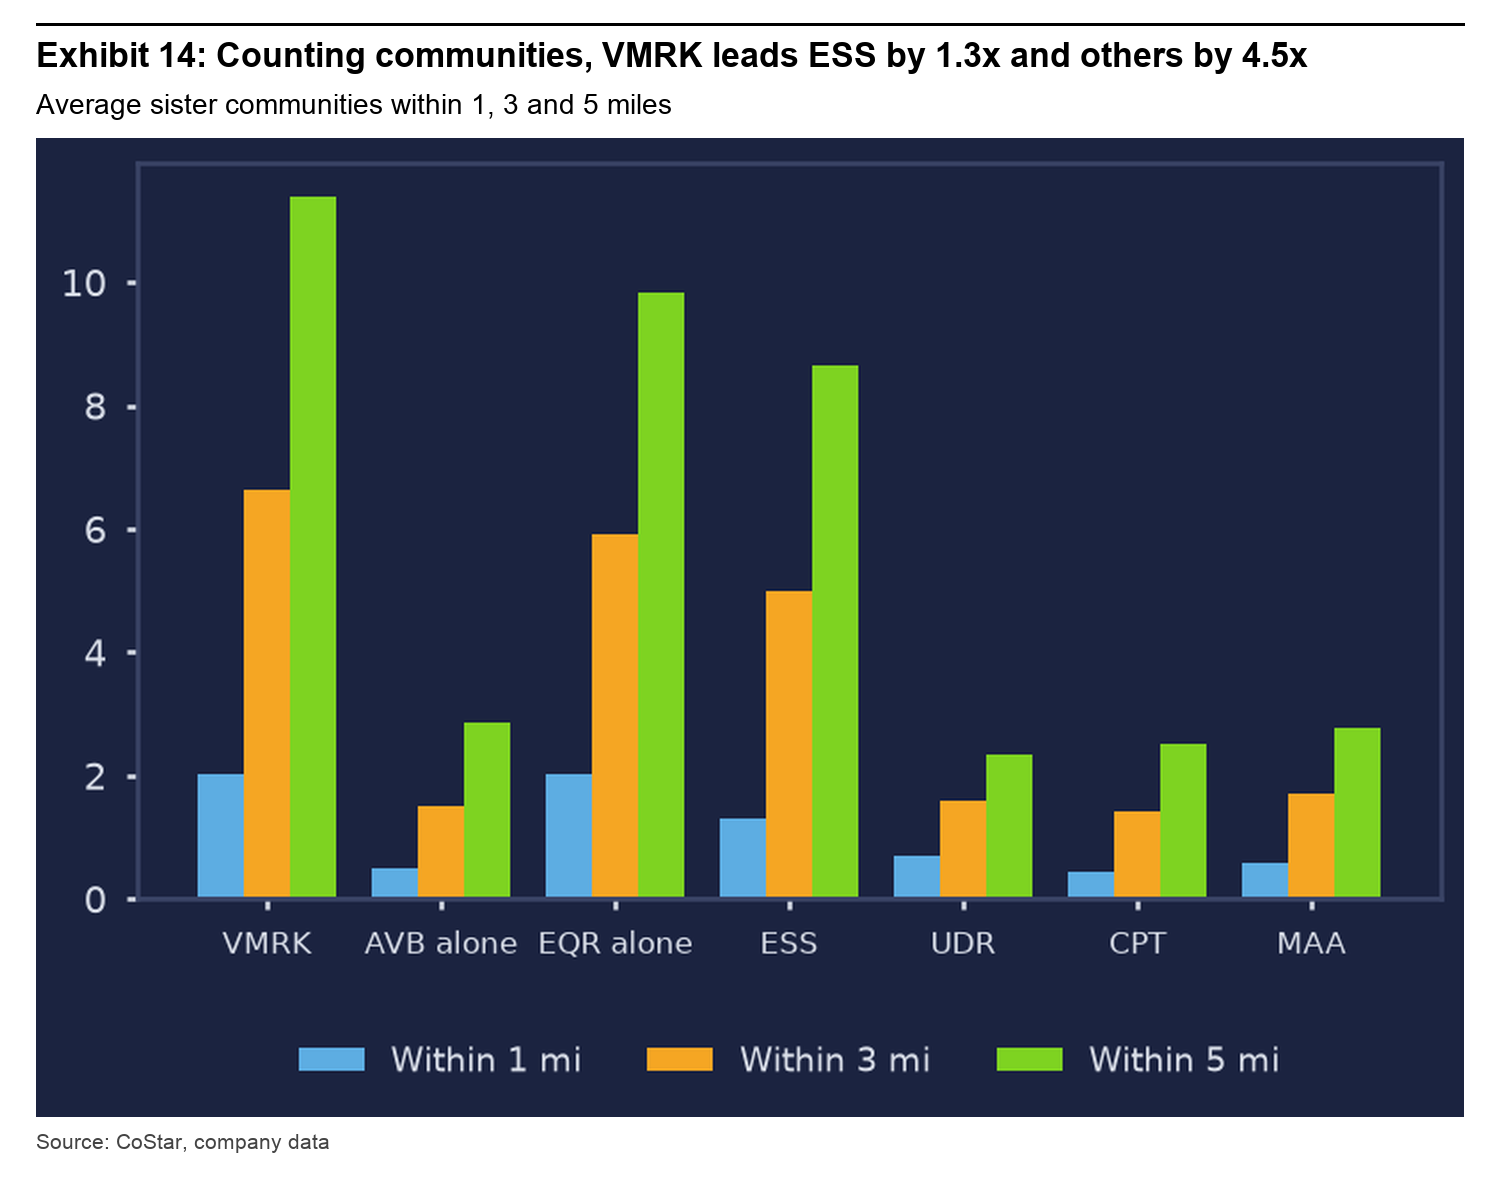 Exhibit 14: Counting communities, VMRK leads ESS by 1.3x and others by 4.5x
Average sister communities within 1, 3 and 5 miles
10
8
6
4
2
0
VMRK AVB alone EQR alone ESS UDR CPT MAA
Within 1 mi Within 3 mi Within 5 mi
Source: CoStar, company data